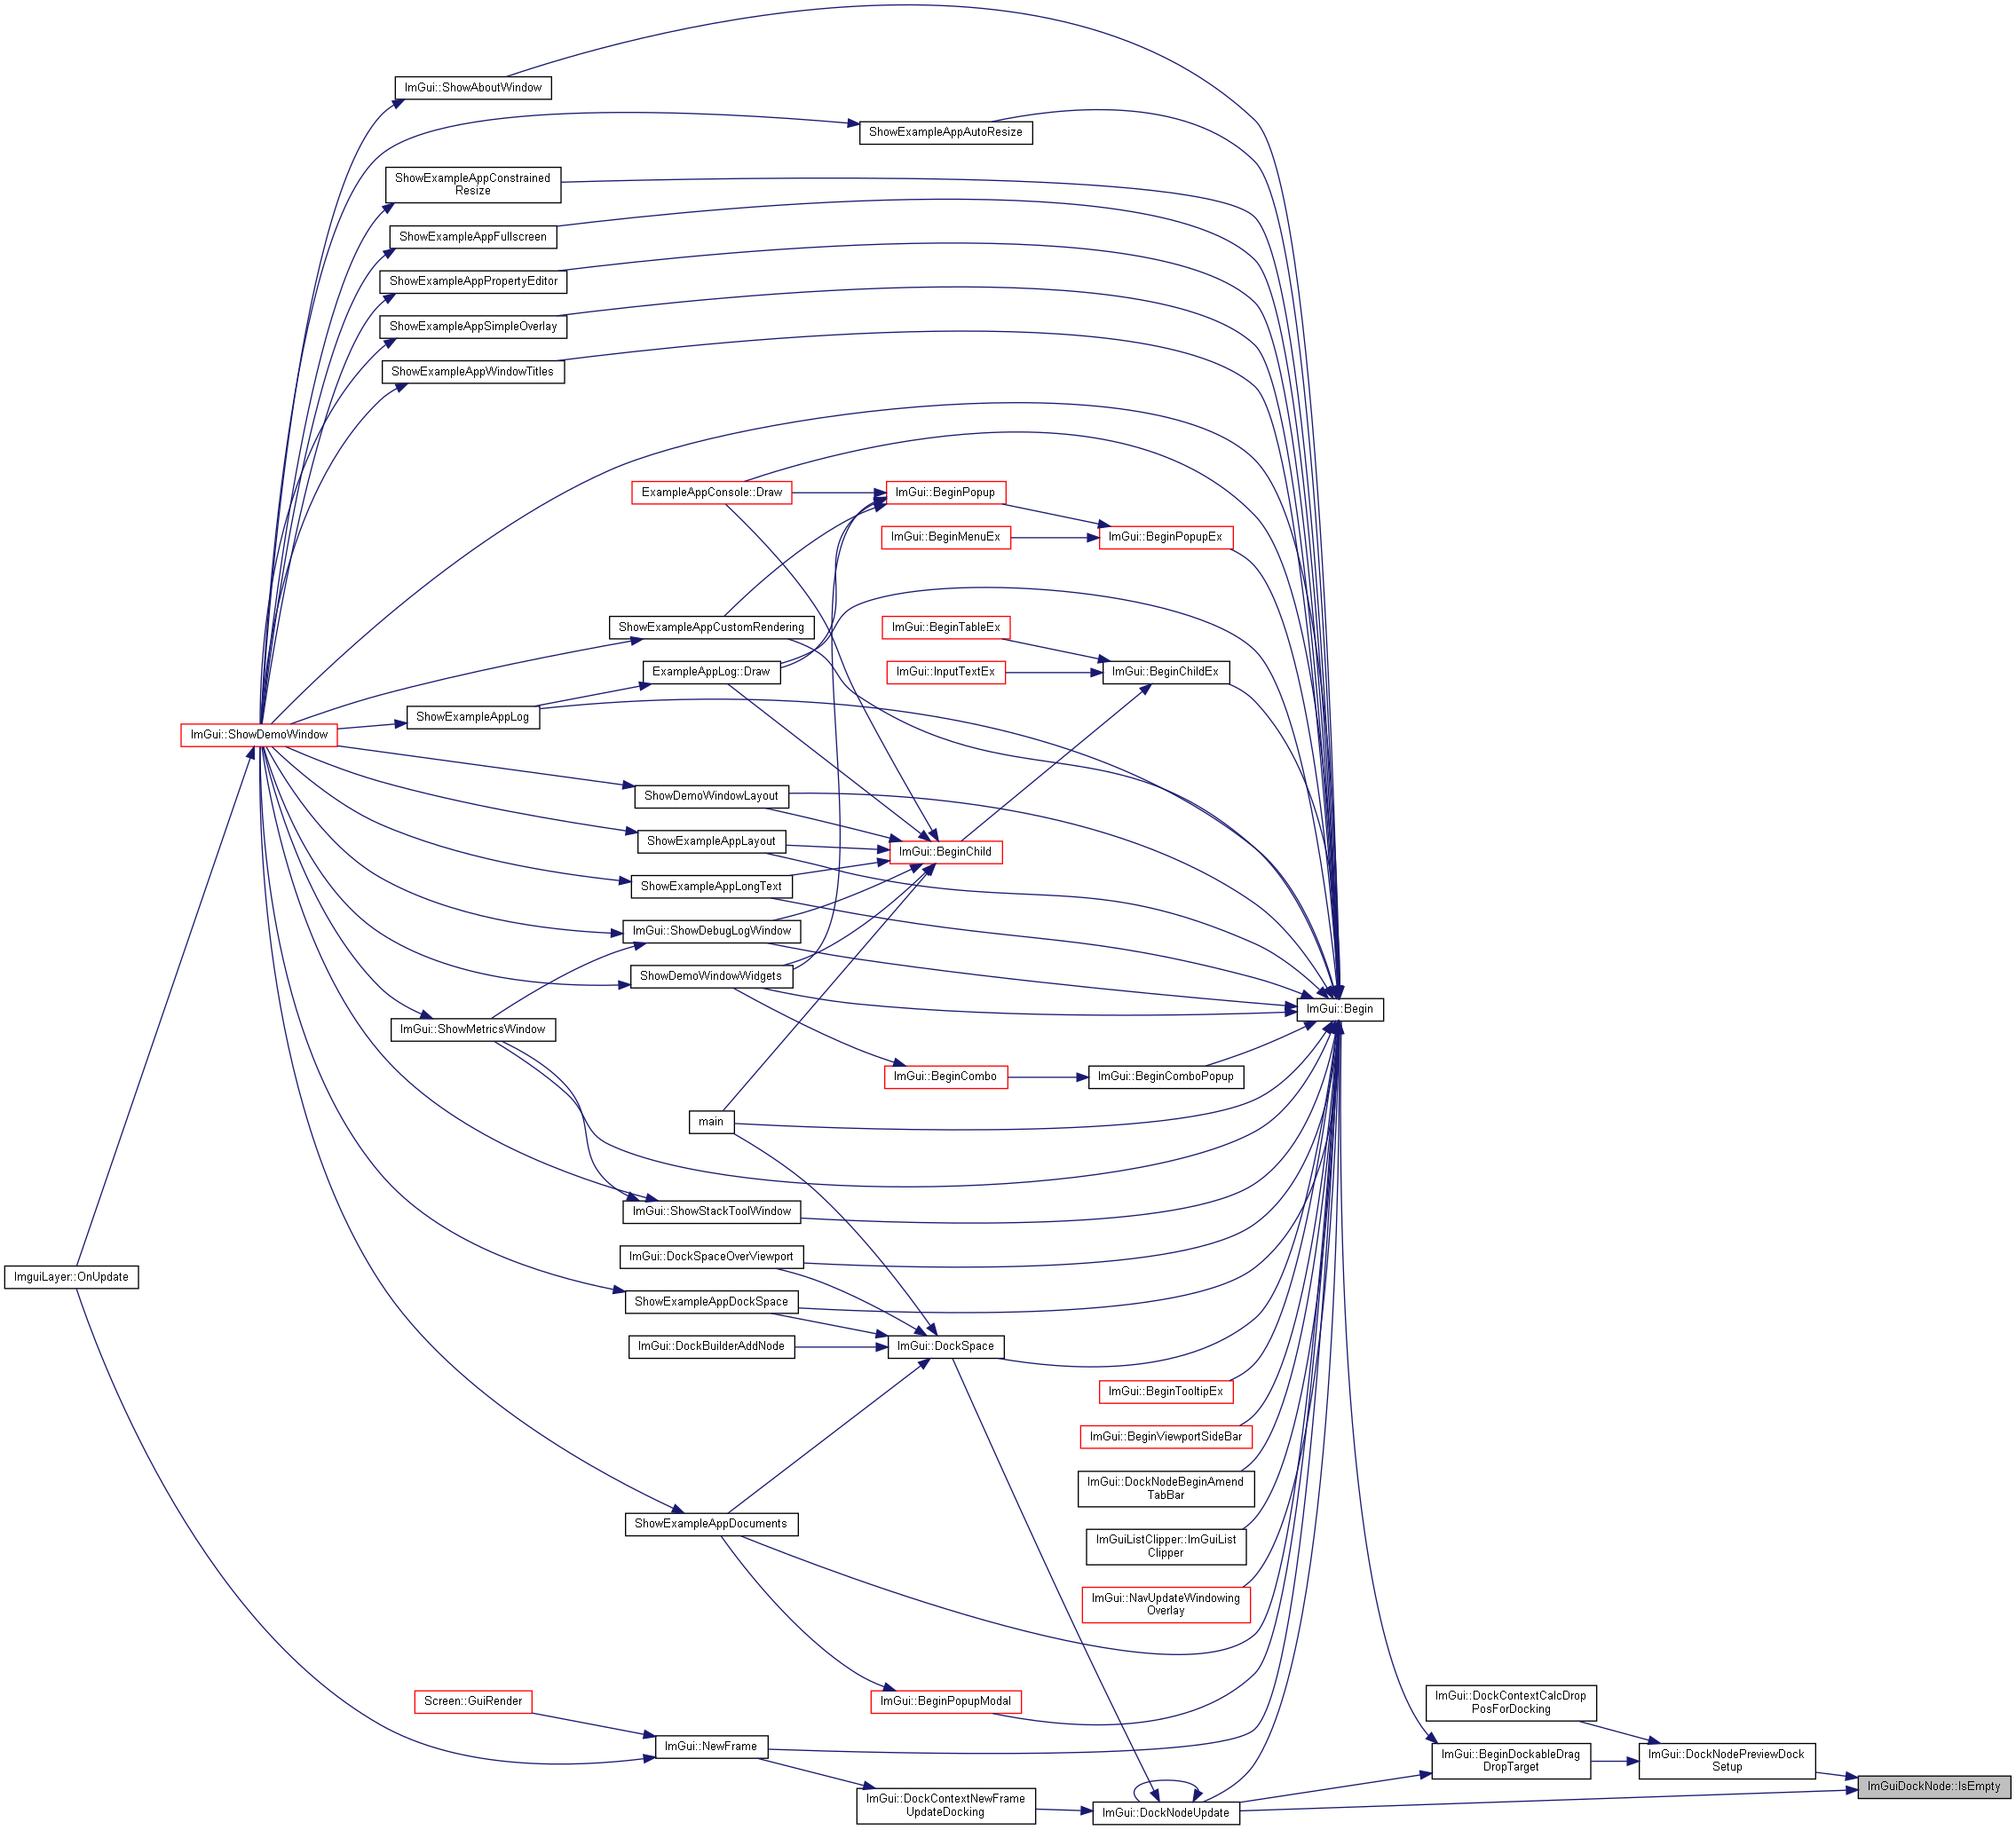 ImGui::ShowAboutWindow
ShowExampleAppAutoResize
ShowExampleAppConstrained
Resize
ShowExampleAppFullscreen
ShowExampleAppPropertyEditor
ShowExampleAppSimpleOverlay
ShowExampleAppWindowTitles
ExampleAppConsole::Draw
ImGui::BeginPopup
ImGui::BeginMenuEx
ImGui::BeginPopupEx
ShowExampleAppCustomRendering
ImGui::BeginTableEx
ExampleAppLog::Draw
ImGui::InputTextEx
ImGui::BeginChildEx
ShowExampleAppLog
ImGui::ShowDemoWindow
ShowDemoWindowLayout
ShowExampleAppLayout
ImGui::BeginChild
ShowExampleAppLongText
ImGui::ShowDebugLogWindow
ShowDemoWindowWidgets
ImGui::Begin
ImGui::ShowMetricsWindow
ImGui::BeginCombo
ImGui::BeginComboPopup
main
ImGui::ShowStackToolWindow
ImGui::DockSpaceOverViewport
ImguiLayer::OnUpdate
ShowExampleAppDockSpace
ImGui::DockBuilderAddNode
ImGui::DockSpace
ImGui::BeginTooltipEx
ImGui::BeginViewportSideBar
ImGui::DockNodeBeginAmend
TabBar
ShowExampleAppDocuments
ImGuiListClipper::ImGuiList
Clipper
ImGui::NavUpdateWindowing
Overlay
Screen::GuiRender
ImGui::BeginPopupModal
ImGui::DockContextCalcDrop
PosForDocking
ImGui::NewFrame
ImGui::BeginDockableDrag
DropTarget
ImGui::DockNodePreviewDock
Setup
ImGuiDockNode::IsEmpty
ImGui::DockContextNewFrame
UpdateDocking
ImGui::DockNodeUpdate